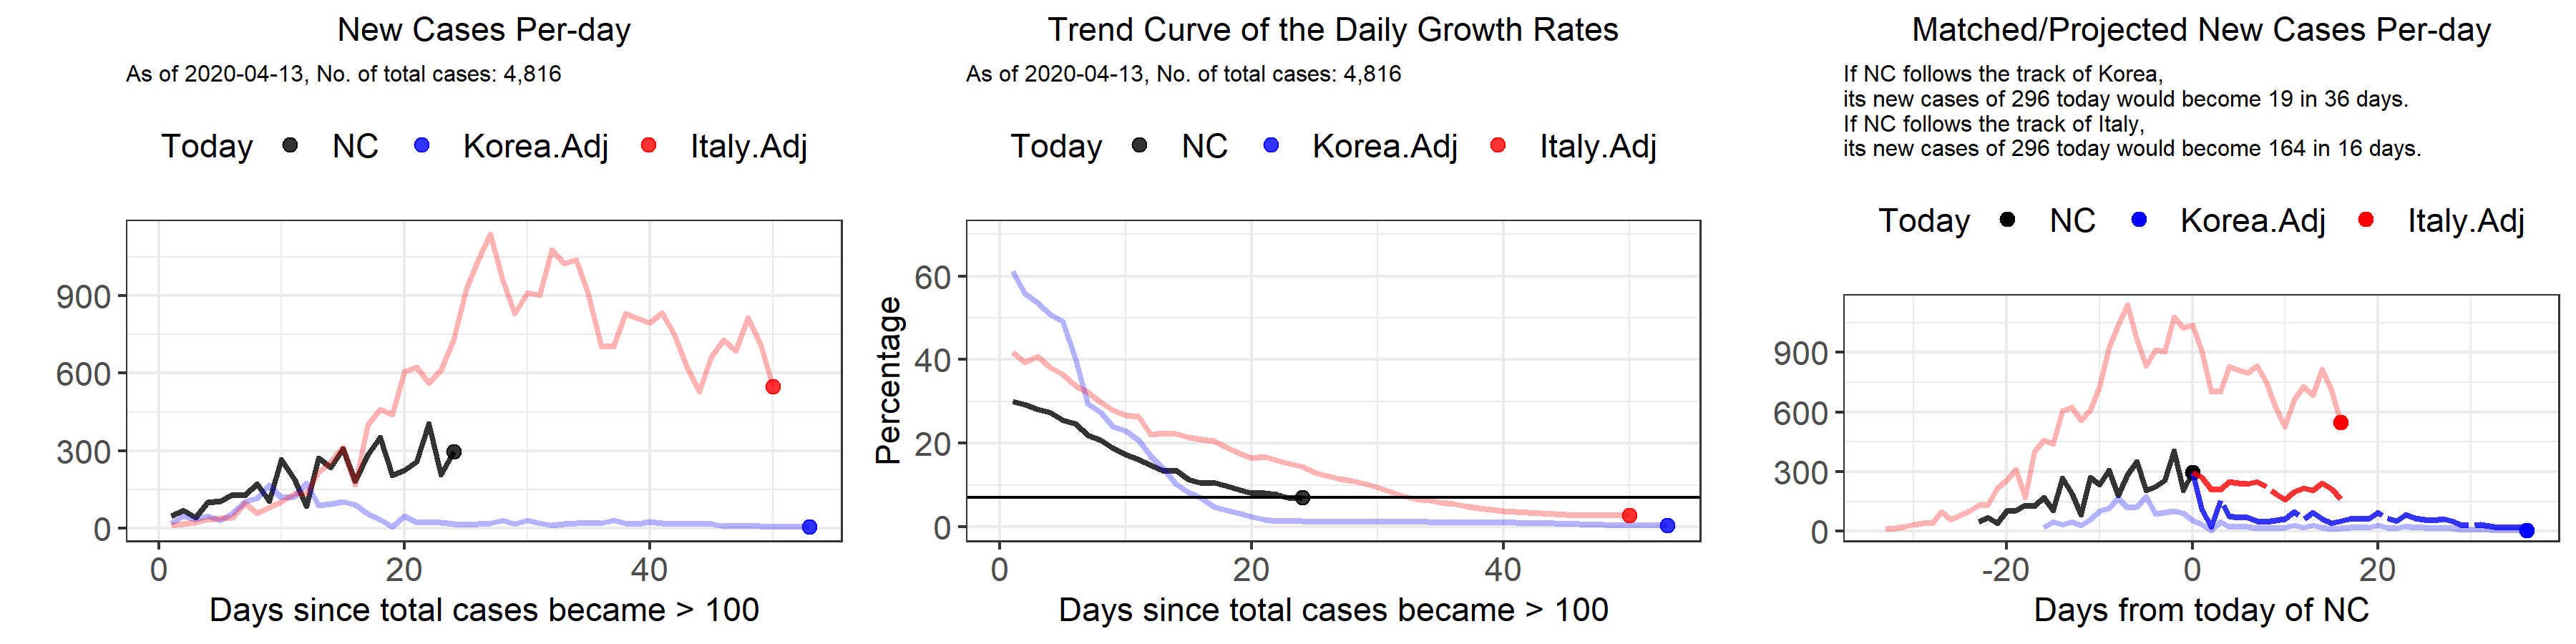 New Cases Per-day
As of 2020-04-13, No. of total cases: 4,816
Today NC Korea.Adj Italy.Adj
900
600
300
0
0 20 40
Days since total cases became > 100
Trend Curve of the Daily Growth Rates
As of 2020-04-13, No. of total cases: 4,816
Today NC Korea.Adj Italy.Adj
Percentage
60
40
20
0
0 20 40
Days since total cases became > 100
Matched/Projected New Cases Per-day
If NC follows the track of Korea,
its new cases of 296 today would become 19 in 36 days.
If NC follows the track of Italy,
its new cases of 296 today would become 164 in 16 days.
Today NC Korea.Adj Italy.Adj
900
600
300
0
-20 0 20
Days from today of NC